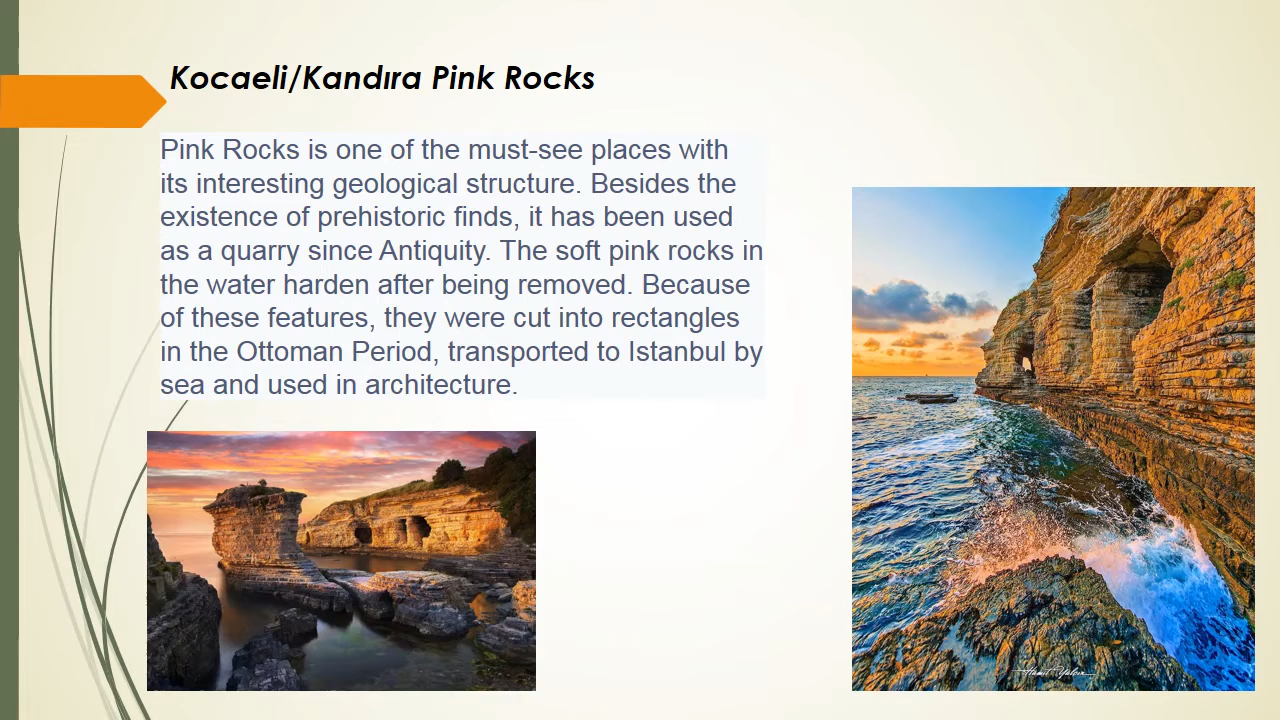 Kocaeli/Kandıra Pink Rocks
Pink Rocks is one of the must-see places with
its interesting geological structure. Besides the
existence of prehistoric finds, it has been used
as a quarry since Antiquity. The soft pink rocks in
the water harden after being removed. Because
of these features, they were cut into rectangles
in the Ottoman Period, transported to Istanbul by
sea and used in architecture.